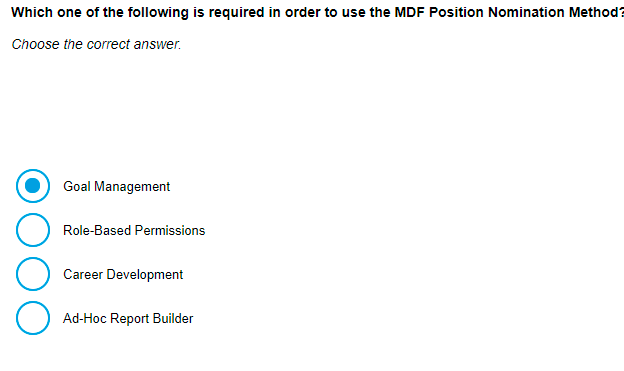 Which one of the following is required in order to use the MDF Position Nomination Method?
Choose the correct answer.
Goal Management
Role-Based Permissions
Career Development
Ad-Hoc Report Builder